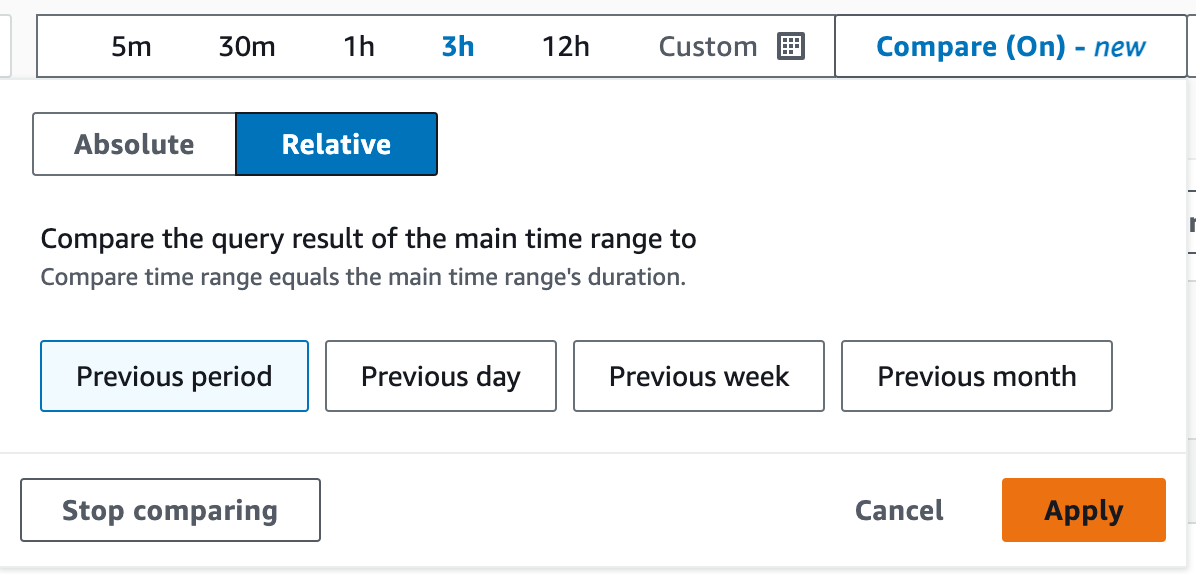 5m 30m 1h 3h 12h Custom Compare (On) - new
Absolute Relative
Compare the query result of the main time range to
Compare time range equals the main time range's duration.
Previous period Previous day Previous week Previous month
Stop comparing Cancel Apply